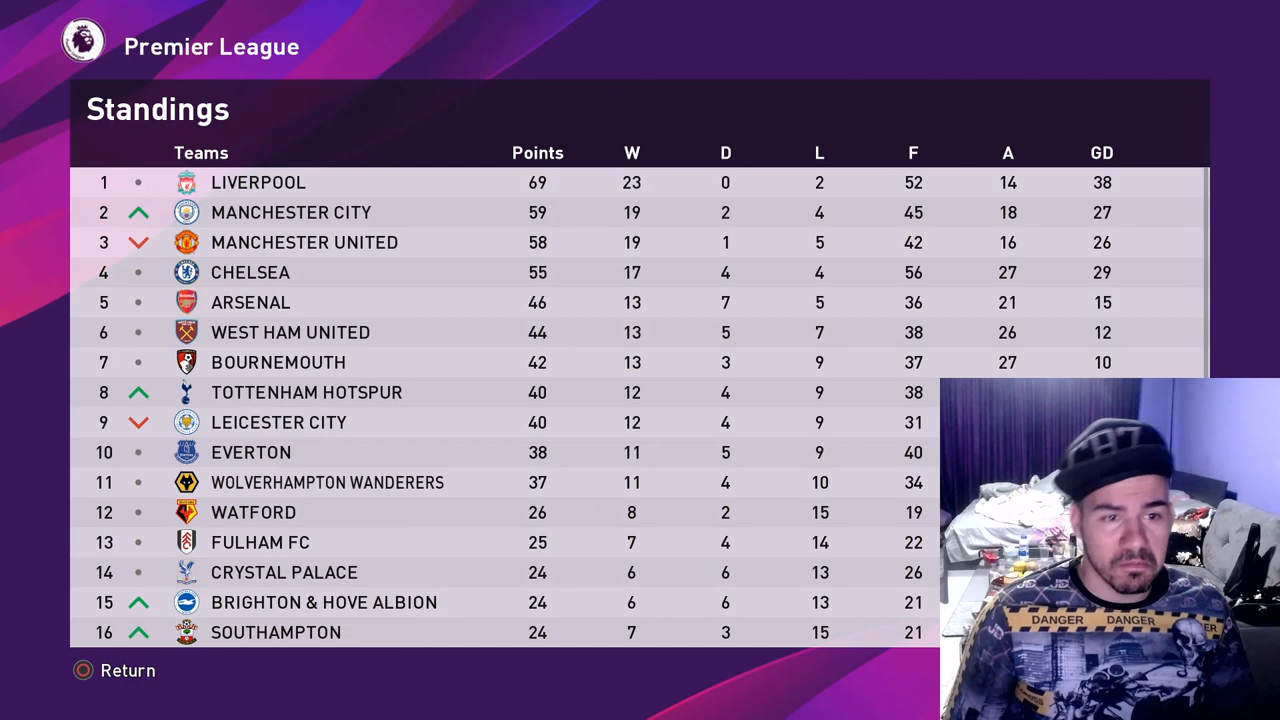 Premier League
Standings
Teams Points W D L F A GD
1 LIVERPOOL 69 23 0 2 52 14 38
2 MANCHESTER CITY 59 19 2 4 45 18 27
3 MANCHESTER UNITED 58 19 1 5 42 16 26
4 CHELSEA 55 17 4 4 56 27 29
5 ARSENAL 46 13 7 5 36 21 15
6 WEST HAM UNITED 44 13 5 7 38 26 12
7 BOURNEMOUTH 42 13 3 9 37 27 10
8 TOTTENHAM HOTSPUR 40 12 4 9 38
9 LEICESTER CITY 40 12 4 9 31
10 EVERTON 38 11 5 9 40
11 WOLVERHAMPTON WANDERERS 37 11 4 10 34
12 WATFORD 26 8 2 15 19
13 FULHAM FC 25 7 4 14 22
14 CRYSTAL PALACE 24 6 6 13 26
15 BRIGHTON & HOVE ALBION 24 6 6 13 21
16 SOUTHAMPTON 24 7 3 15 21
Return
DANGER DANGER